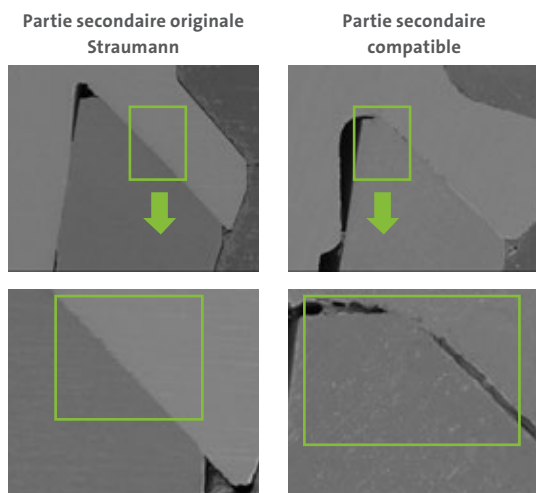 Partie secondaire originale
Straumann
Partie secondaire
compatible